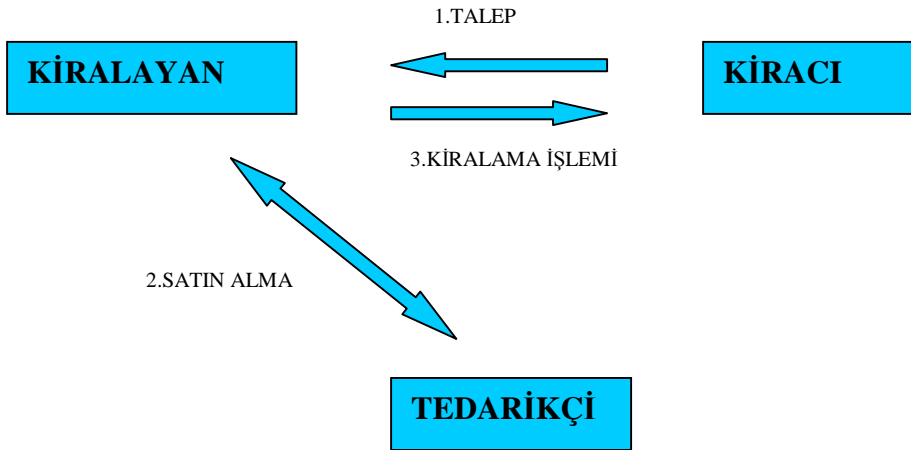 1.TALEP
KİRALAYAN
KİRACI
3.KİRALAMA İŞLEMİ
2.SATIN ALMA
TEDARİKÇİ